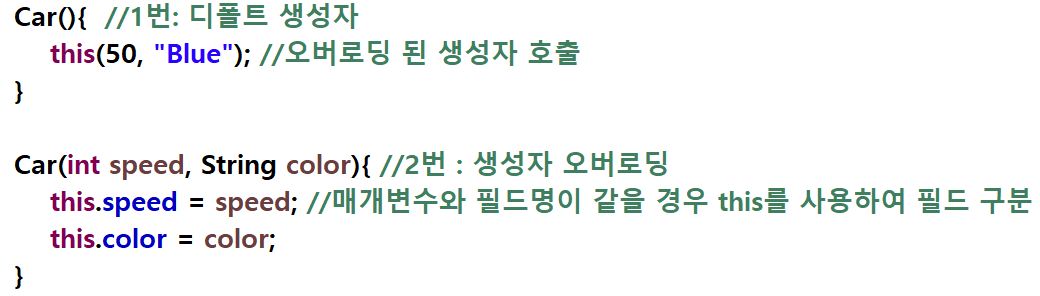 Car(){ //1번: 디폴트 생성자
this(50, "Blue"); //오버로딩 된 생성자 호출
}
Car(int speed, String color){ //2번 : 생성자 오버로딩
this.speed = speed; //매개변수와 필드명이 같을 경우 this를 사용하여 필드 구분
this.color = color;
}